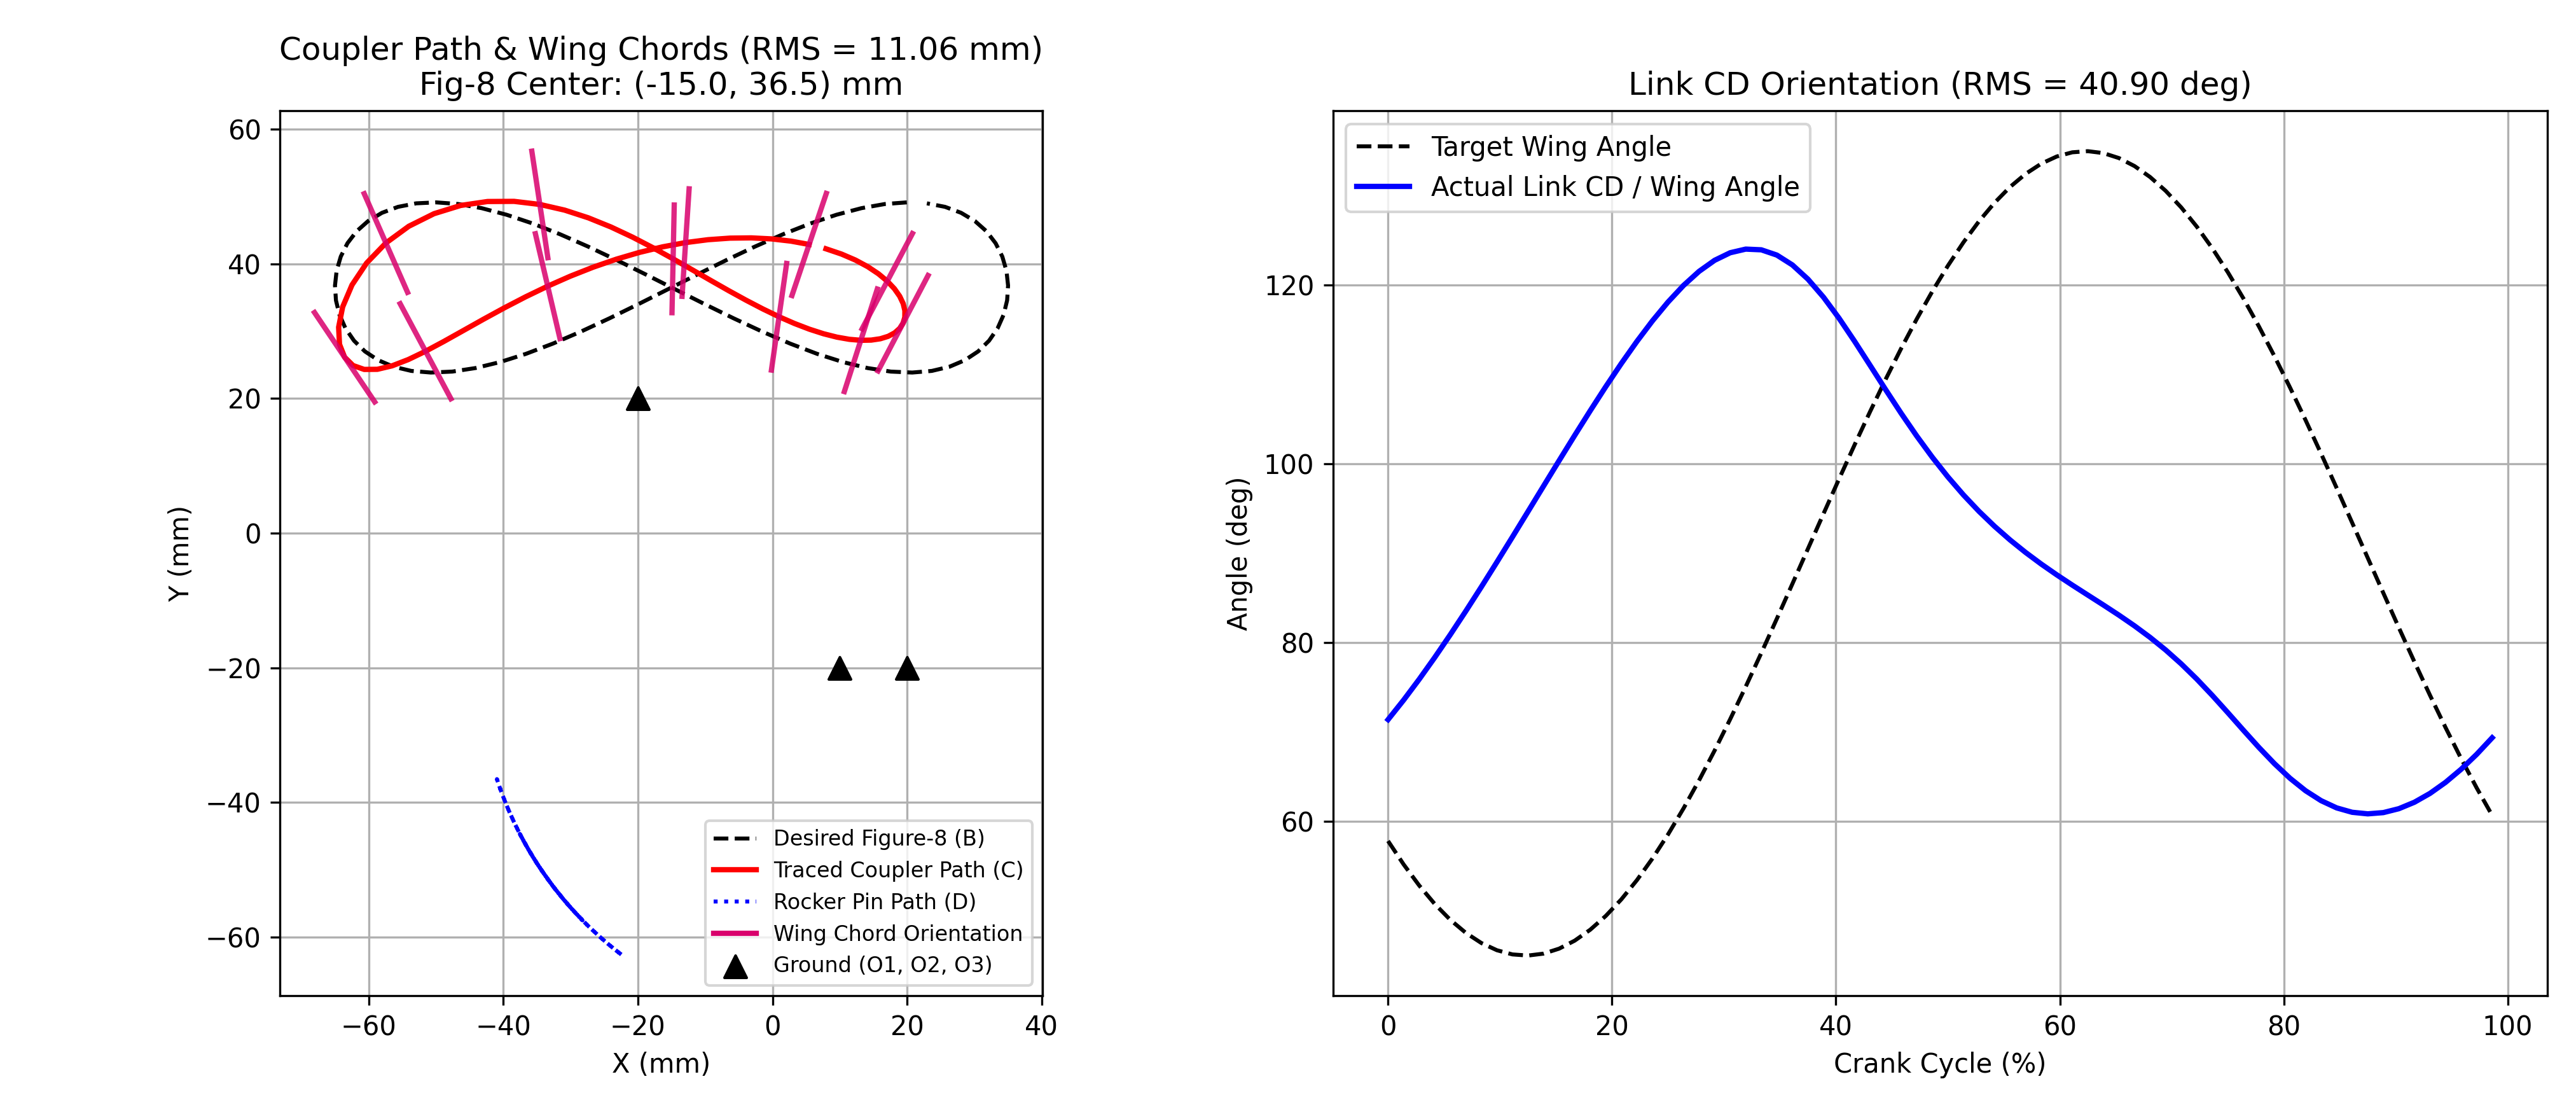 Coupler Path & Wing Chords (RMS = 11.06 mm)
Fig-8 Center: (-15.0, 36.5) mm
60
40
20
0
−20
−40
−60
Y (mm)
−60
−40
−20
0
20
40
X (mm)
Desired Figure-8 (B)
Traced Coupler Path (C)
Rocker Pin Path (D)
Wing Chord Orientation
Ground (O1, O2, O3)
Link CD Orientation (RMS = 40.90 deg)
Target Wing Angle
Actual Link CD / Wing Angle
120
100
80
60
Angle (deg)
0
20
40
60
80
100
Crank Cycle (%)